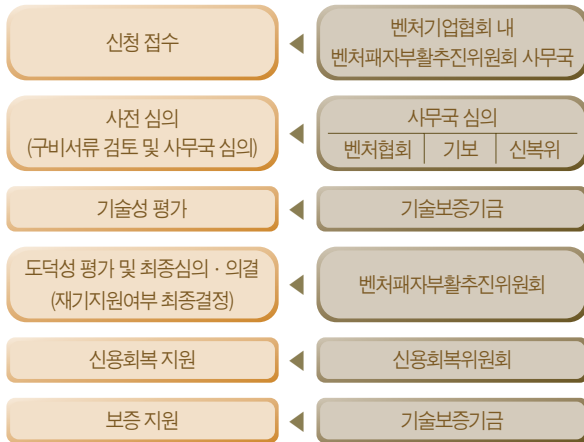 신청 접수
벤처기업협회 내
벤처패자부활추진위원회 사무국
사전 심의
(구비서류 검토 및 사무국 심의)
사무국 심의
벤처협회 기보 신복위
기술성 평가
기술보증기금
도덕성 평가 및 최종심의 · 의결
(재기지원여부 최종결정)
벤처패자부활추진위원회
신용회복 지원
신용회복위원회
보증 지원
기술보증기금